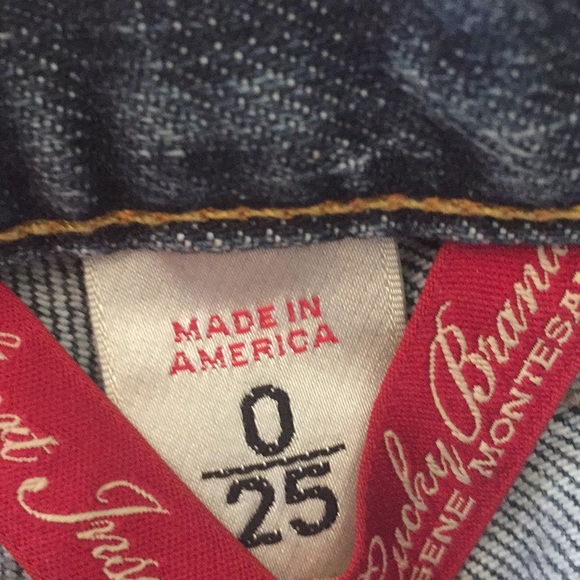 MADE IN
AMERICA
0
25
Lucky Brand
GENE MONTESA